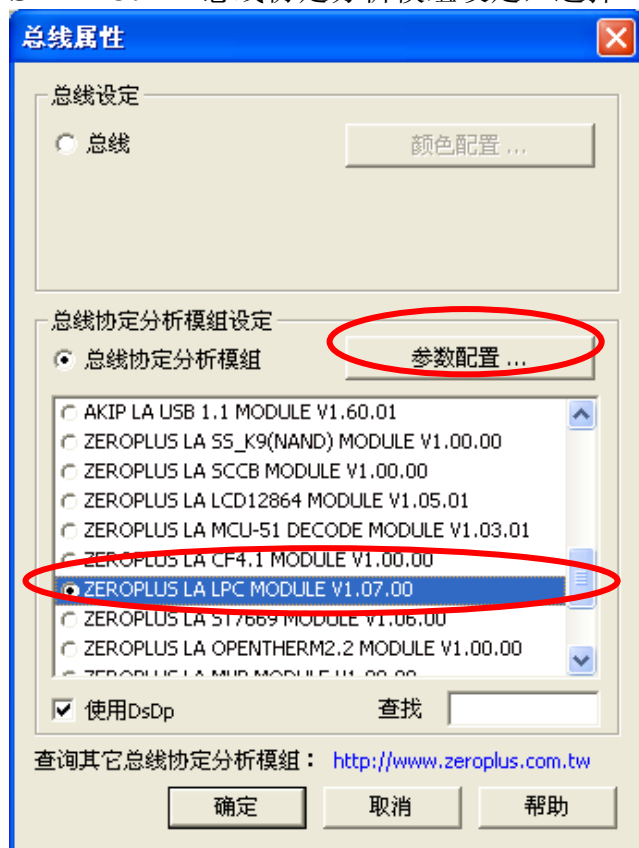 总线属性
总线设定
总线
颜色配置 ...
总线协定分析模组设定
总线协定分析模组
参数配置 ...
AKIP LA USB 1.1 MODULE V1.60.01
ZEROPLUS LA SS_K9(NAND) MODULE V1.00.00
ZEROPLUS LA SCCB MODULE V1.00.00
ZEROPLUS LA LCD12864 MODULE V1.05.01
ZEROPLUS LA MCU-51 DECODE MODULE V1.03.01
ZEROPLUS LA CF4.1 MODULE V1.00.00
ZEROPLUS LA LPC MODULE V1.07.00
ZEROPLUS LA ST7669 MODULE V1.06.00
ZEROPLUS LA OPENTHERM2.2 MODULE V1.00.00
使用DsDp
查找
查询其它总线协定分析模组： http://www.zeroplus.com.tw
确定
取消
帮助